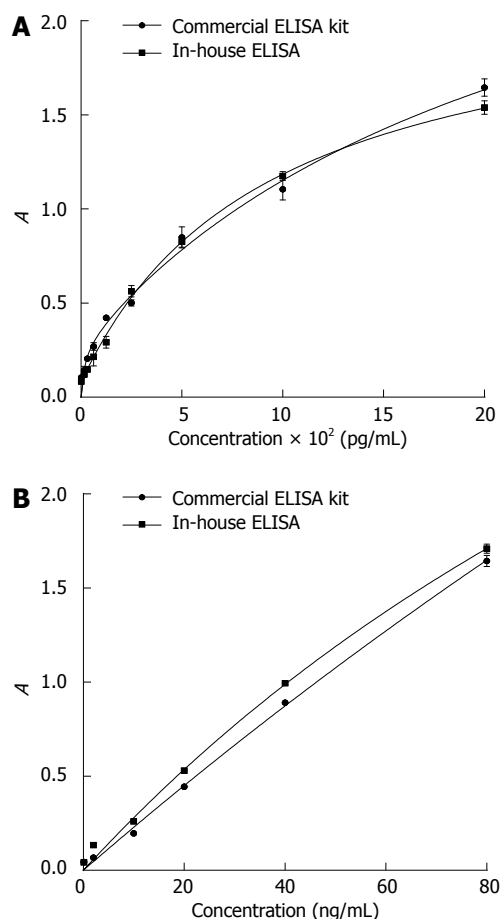 A
2.0
Commercial ELISA kit
In-house ELISA
1.5
A
1.0
0.5
0.0
0 5 10 15 20
Concentration × 10² (pg/mL)
B
2.0
Commercial ELISA kit
In-house ELISA
1.5
A
1.0
0.5
0.0
0 20 40 60 80
Concentration (ng/mL)